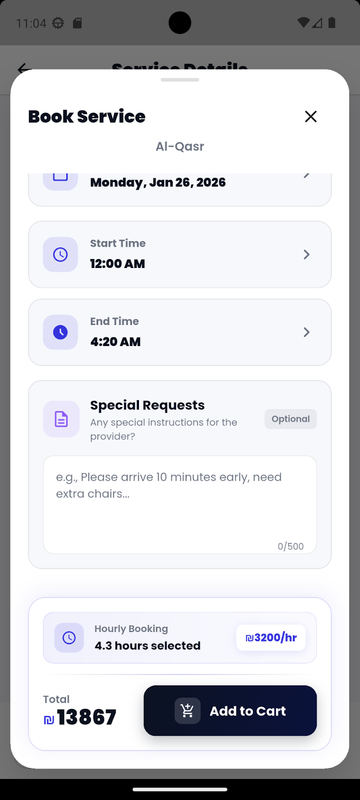 11:04
Service Details
Book Service
Al-Qasr
Monday, Jan 26, 2026
Start Time
12:00 AM
End Time
4:20 AM
Special Requests
Any special instructions for the
provider?
Optional
e.g., Please arrive 10 minutes early, need
extra chairs...
0/500
Hourly Booking
4.3 hours selected
₪3200/hr
Total
₪13867
Add to Cart